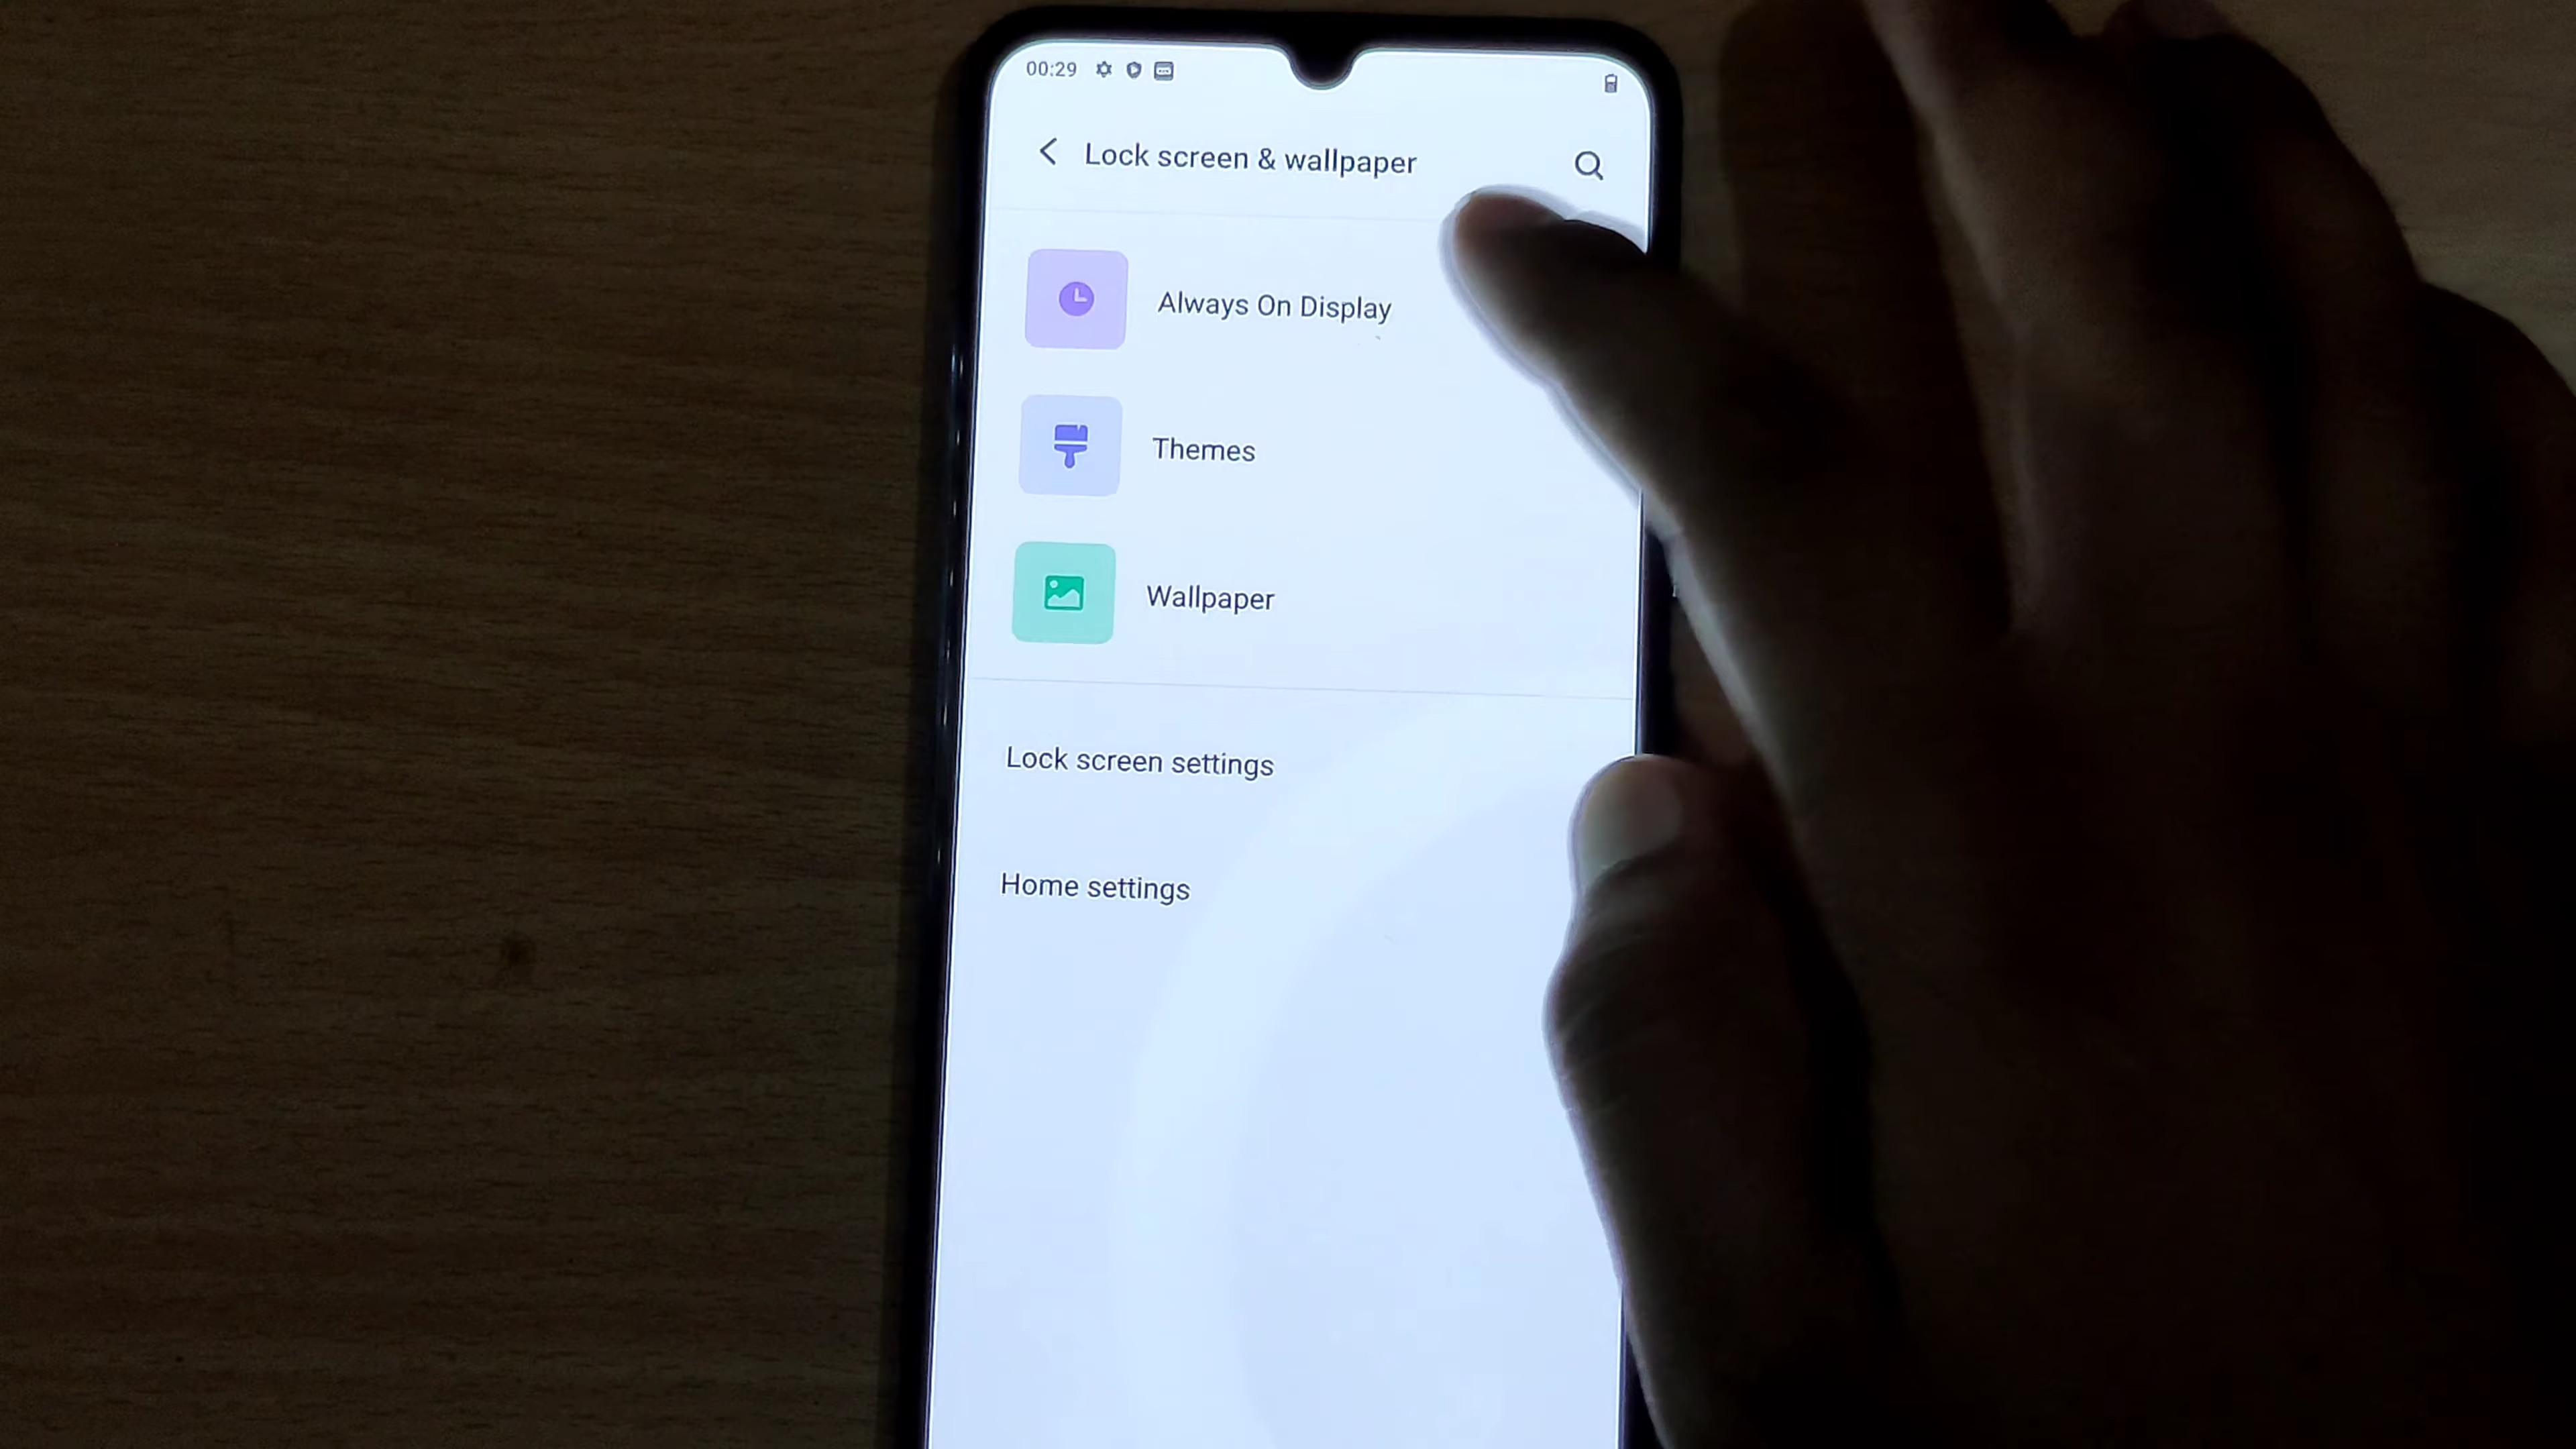 00:29
Lock screen & wallpaper
Always On Display
Themes
Wallpaper
Lock screen settings
Home settings